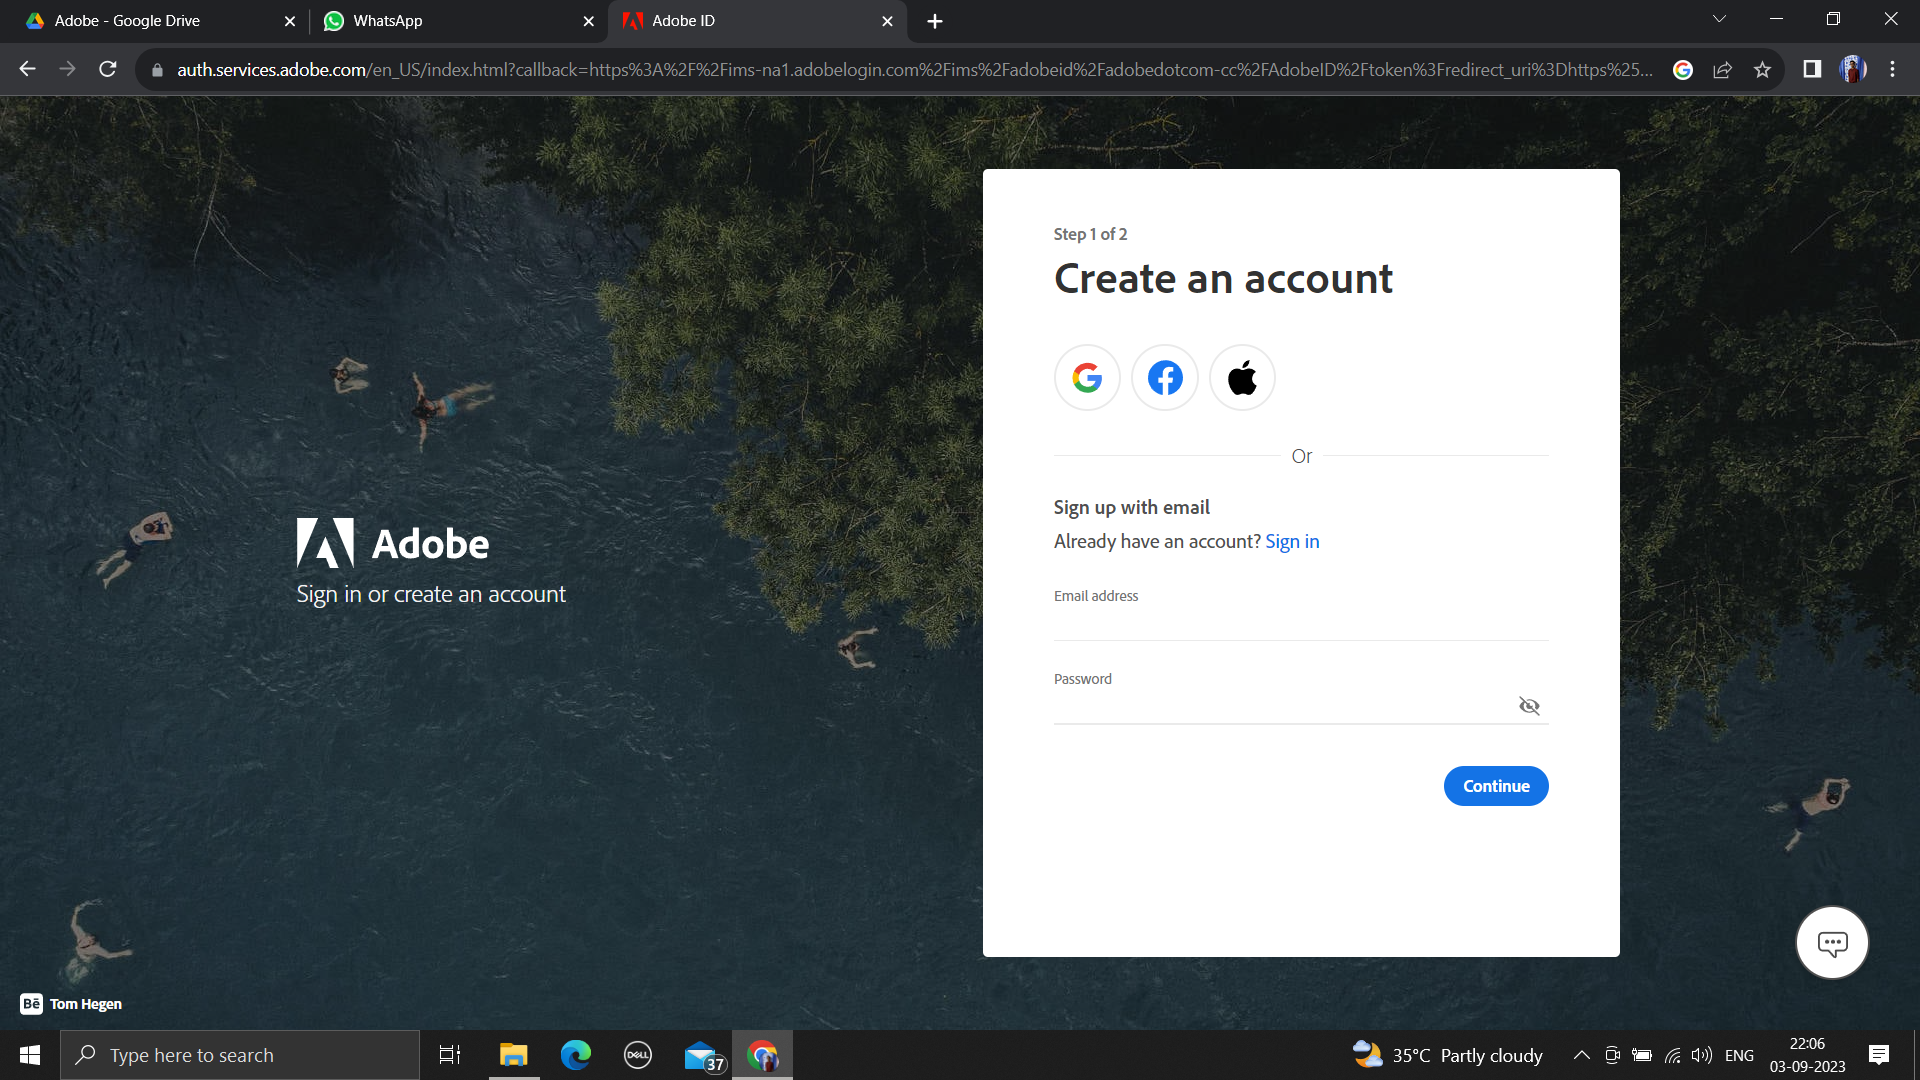 Adobe - Google Drive
WhatsApp
Adobe ID
auth.services.adobe.com/en_US/index.html?callback=https%3A%2F%2Fims-na1.adobelogin.com%2Fims%2Fadobeid%2Fadobedotcom-cc%2FAdobeID%2Ftoken%3Fredirect_uri%3Dhttps%25...
Step 1 of 2
Create an account
Or
Sign up with email
Already have an account? Sign in
Email address
Password
Continue
Adobe
Sign in or create an account
Bē Tom Hegen
Type here to search
DELL
37
35°C Partly cloudy
ENG
22:06
03-09-2023